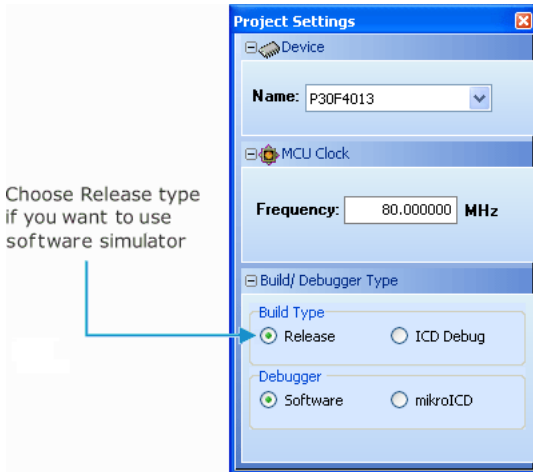 Project Settings
Device
Name: P30F4013
MCU Clock
Frequency: 80.000000 MHz
Choose Release type
if you want to use
software simulator
Build/ Debugger Type
Build Type
Release ICD Debug
Debugger
Software mikroICD